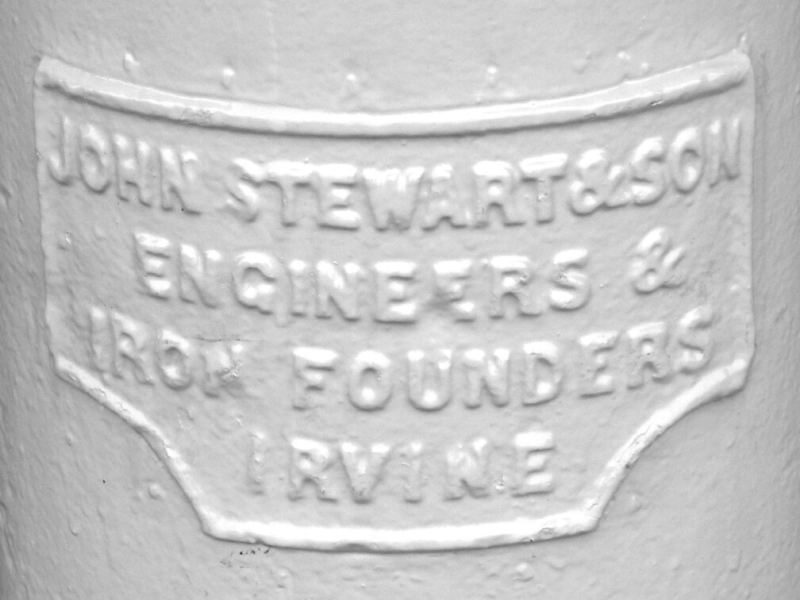 JOHN STEWART & SON
ENGINEERS &
IRON FOUNDERS
IRVINE